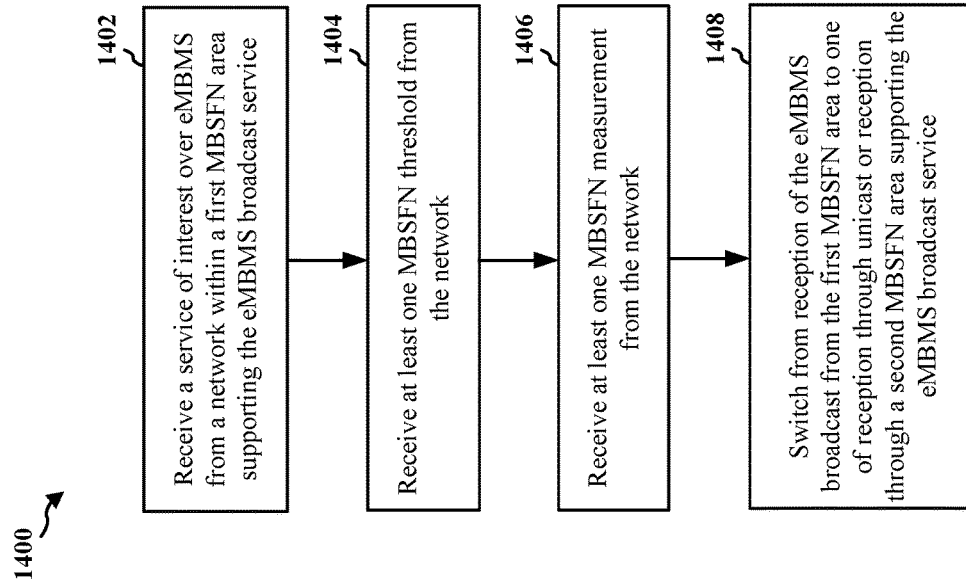 1400
1402
Receive a service of interest over eMBMS
from a network within a first MBSFN area
supporting the eMBMS broadcast service
1404
Receive at least one MBSFN threshold from
the network
1406
Receive at least one MBSFN measurement
from the network
1408
Switch from reception of the eMBMS
broadcast from the first MBSFN area to one
of reception through unicast or reception
through a second MBSFN area supporting the
eMBMS broadcast service